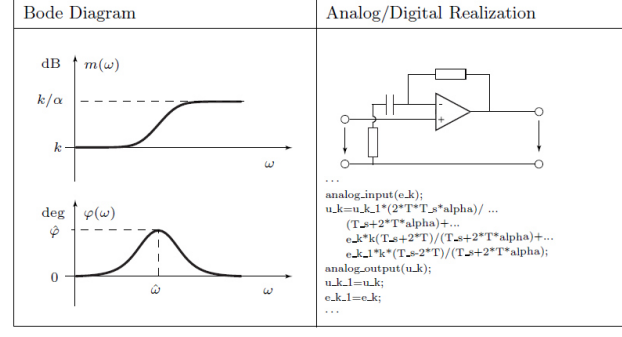 Bode Diagram
Analog/Digital Realization
dB
m(ω)
k/α
k
ω
deg
φ(ω)
φ̂
0
ω̂
ω
-
+
...
analog_input(e_k);
u_k=u_k_1*(2*T*T_s*alpha)/ ...
(T_s+2*T*alpha)+...
e_k*k(T_s+2*T)/(T_s+2*T*alpha)+...
e_k_1*k*(T_s-2*T)/(T_s+2*T*alpha);
analog_output(u_k);
u_k_1=u_k;
e_k_1=e_k;
...